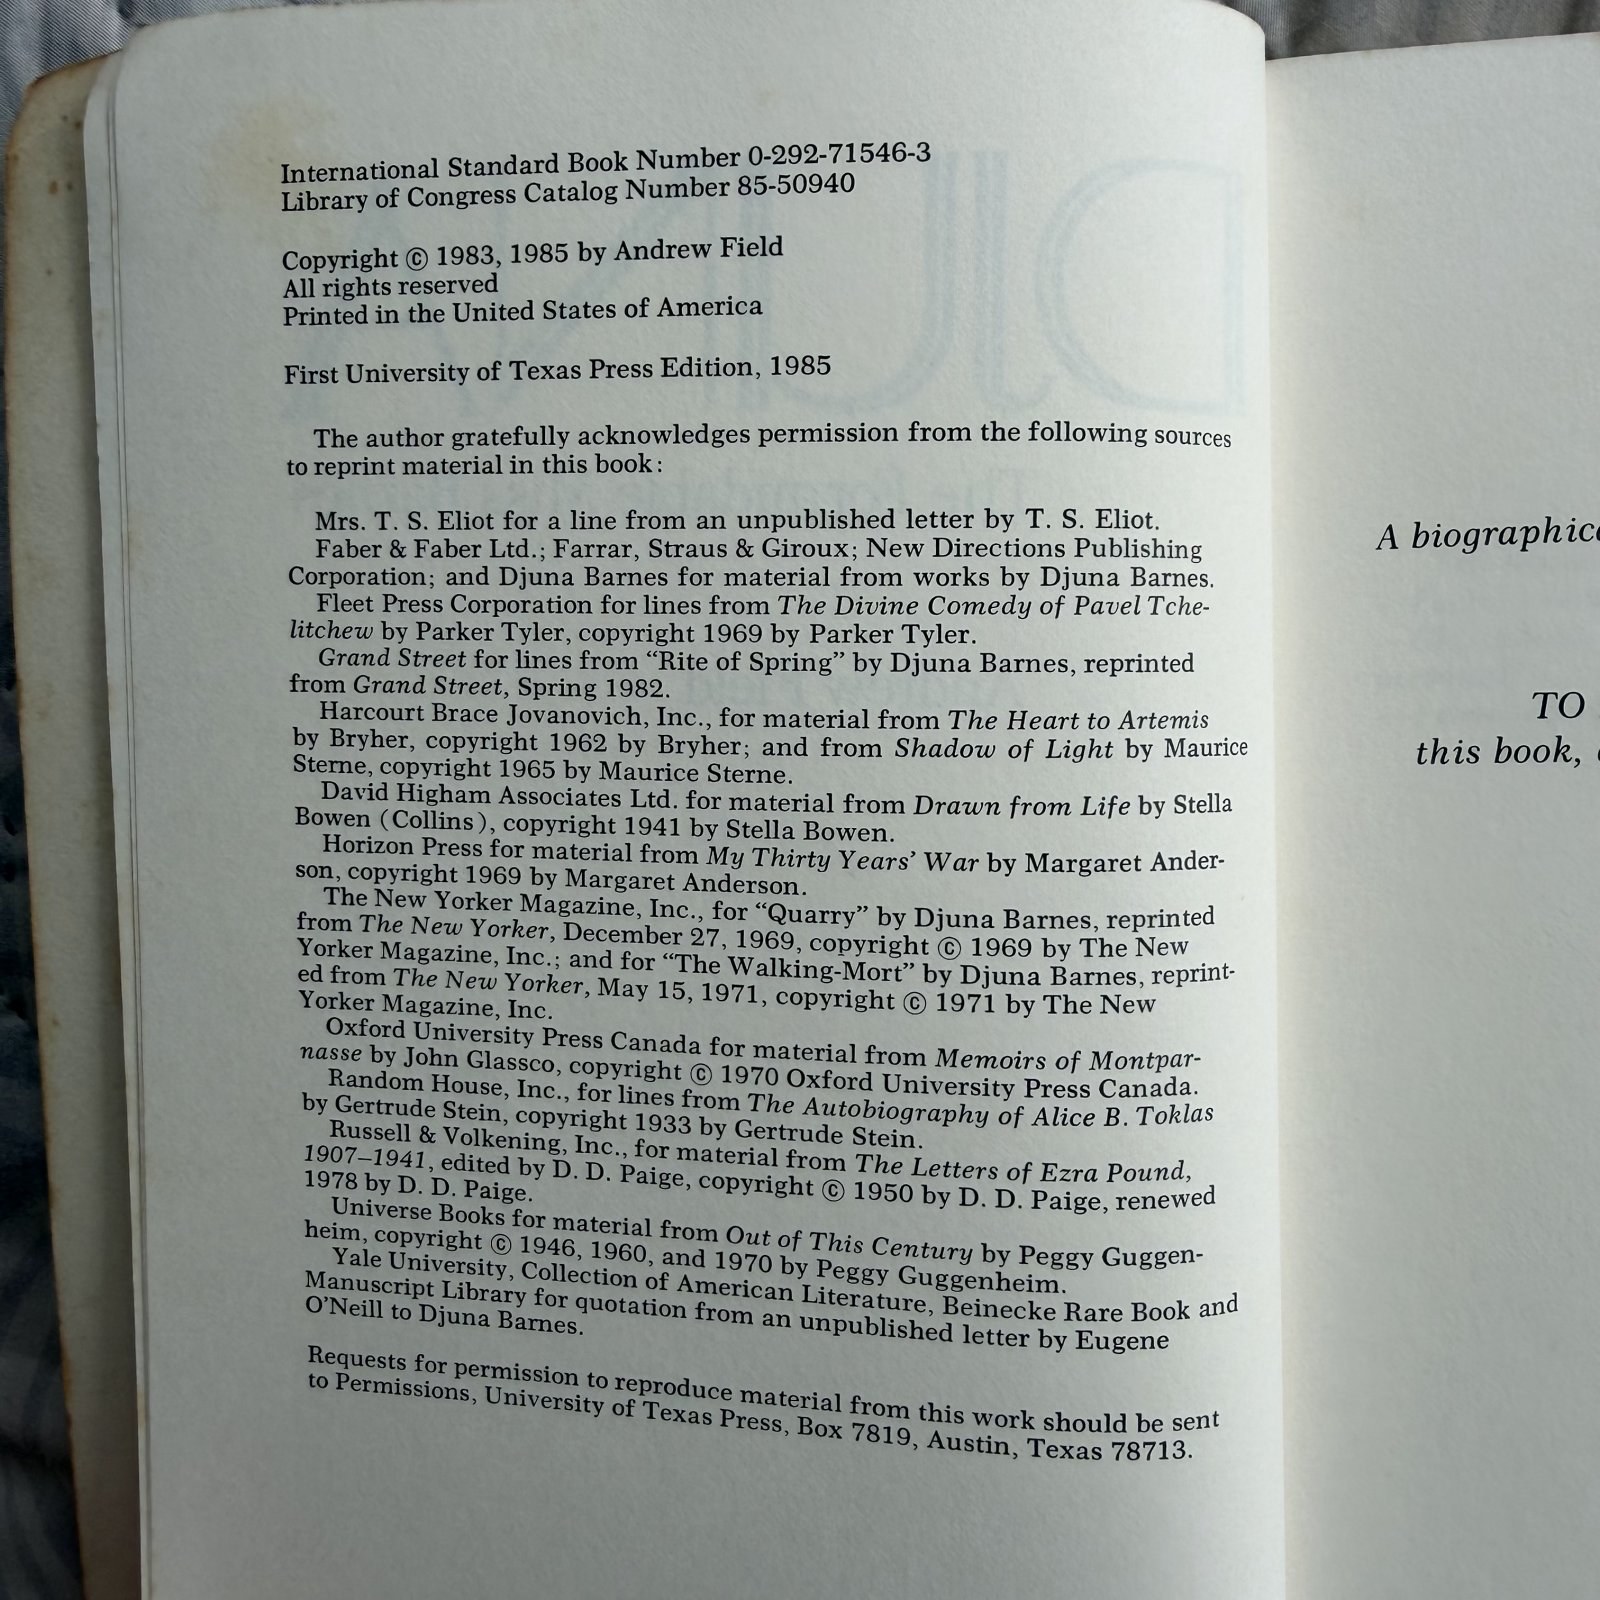 International Standard Book Number 0-292-71546-3
Library of Congress Catalog Number 85-50940
Copyright © 1983, 1985 by Andrew Field
All rights reserved
Printed in the United States of America
First University of Texas Press Edition, 1985
The author gratefully acknowledges permission from the following sources
to reprint material in this book:
Mrs. T. S. Eliot for a line from an unpublished letter by T. S. Eliot.
Faber & Faber Ltd.; Farrar, Straus & Giroux; New Directions Publishing
Corporation; and Djuna Barnes for material from works by Djuna Barnes.
Fleet Press Corporation for lines from The Divine Comedy of Pavel Tche-
litchew by Parker Tyler, copyright 1969 by Parker Tyler.
Grand Street for lines from “Rite of Spring” by Djuna Barnes, reprinted
from Grand Street, Spring 1982.
Harcourt Brace Jovanovich, Inc., for material from The Heart to Artemis
by Bryher, copyright 1962 by Bryher; and from Shadow of Light by Maurice
Sterne, copyright 1965 by Maurice Sterne.
David Higham Associates Ltd. for material from Drawn from Life by Stella
Bowen (Collins), copyright 1941 by Stella Bowen.
Horizon Press for material from My Thirty Years’ War by Margaret Ander-
son, copyright 1969 by Margaret Anderson.
The New Yorker Magazine, Inc., for “Quarry” by Djuna Barnes, reprinted
from The New Yorker, December 27, 1969, copyright © 1969 by The New
Yorker Magazine, Inc.; and for “The Walking-Mort” by Djuna Barnes, reprint-
ed from The New Yorker, May 15, 1971, copyright © 1971 by The New
Yorker Magazine, Inc.
Oxford University Press Canada for material from Memoirs of Montpar-
nasse by John Glassco, copyright © 1970 Oxford University Press Canada.
Random House, Inc., for lines from The Autobiography of Alice B. Toklas
by Gertrude Stein, copyright 1933 by Gertrude Stein.
Russell & Volkening, Inc., for material from The Letters of Ezra Pound,
1907–1941, edited by D. D. Paige, copyright © 1950 by D. D. Paige, renewed
1978 by D. D. Paige.
Universe Books for material from Out of This Century by Peggy Guggen-
heim, copyright © 1946, 1960, and 1970 by Peggy Guggenheim.
Yale University, Collection of American Literature, Beinecke Rare Book and
Manuscript Library for quotation from an unpublished letter by Eugene
O’Neill to Djuna Barnes.
Requests for permission to reproduce material from this work should be sent
to Permissions, University of Texas Press, Box 7819, Austin, Texas 78713.
A
TO
this book,